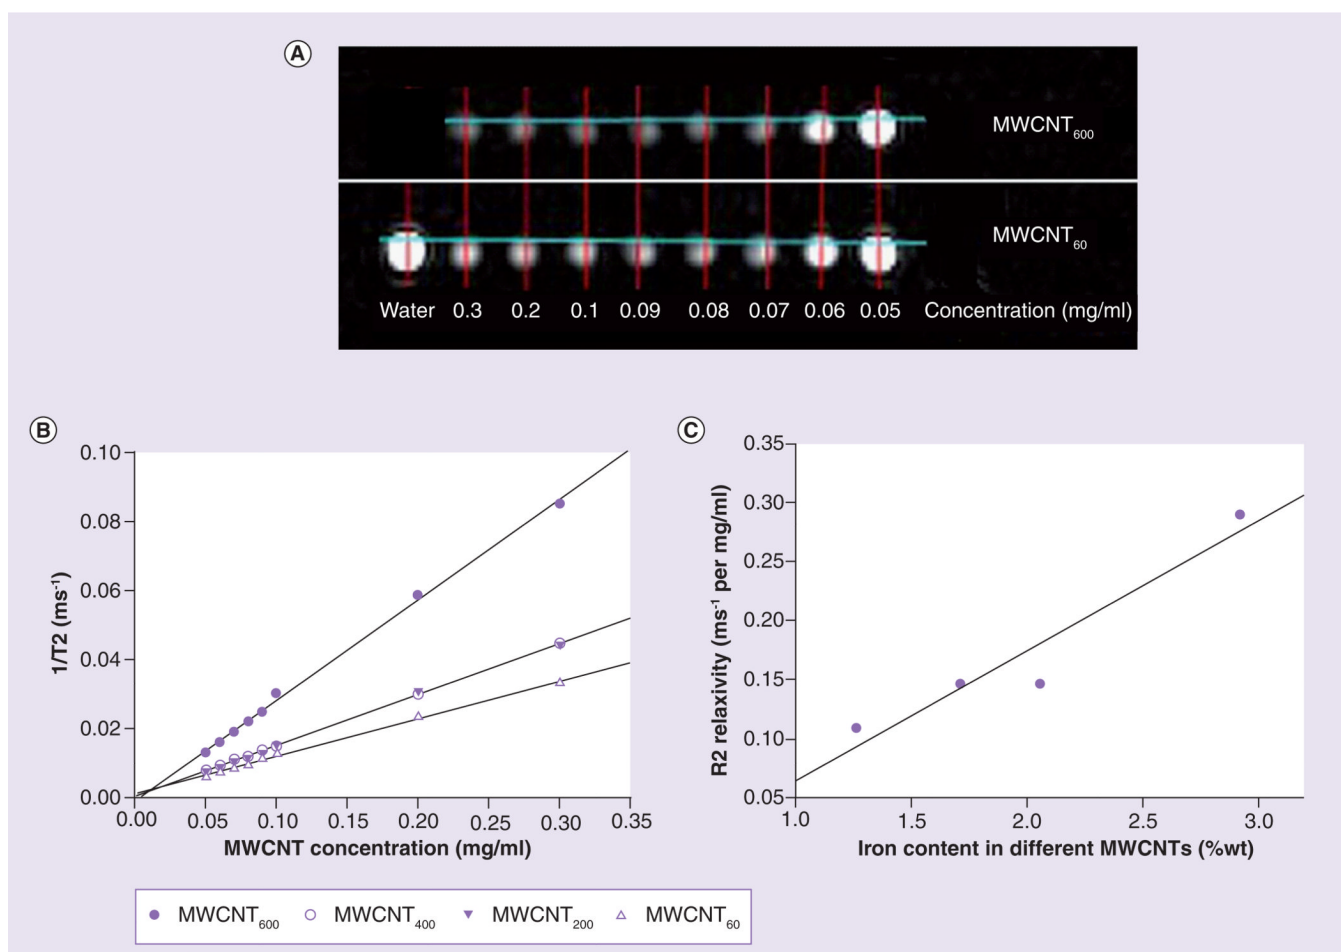 A
MWCNT600
MWCNT60
Water 0.3 0.2 0.1 0.09 0.08 0.07 0.06 0.05 Concentration (mg/ml)
B
0.10
0.08
0.06
0.04
0.02
0.00
1/T2 (ms-1)
0.00 0.05 0.10 0.15 0.20 0.25 0.30 0.35
MWCNT concentration (mg/ml)
C
0.35
0.30
0.25
0.20
0.15
0.10
0.05
R2 relaxivity (ms-1 per mg/ml)
1.0 1.5 2.0 2.5 3.0
Iron content in different MWCNTs (%wt)
MWCNT600 MWCNT400 MWCNT200 MWCNT60